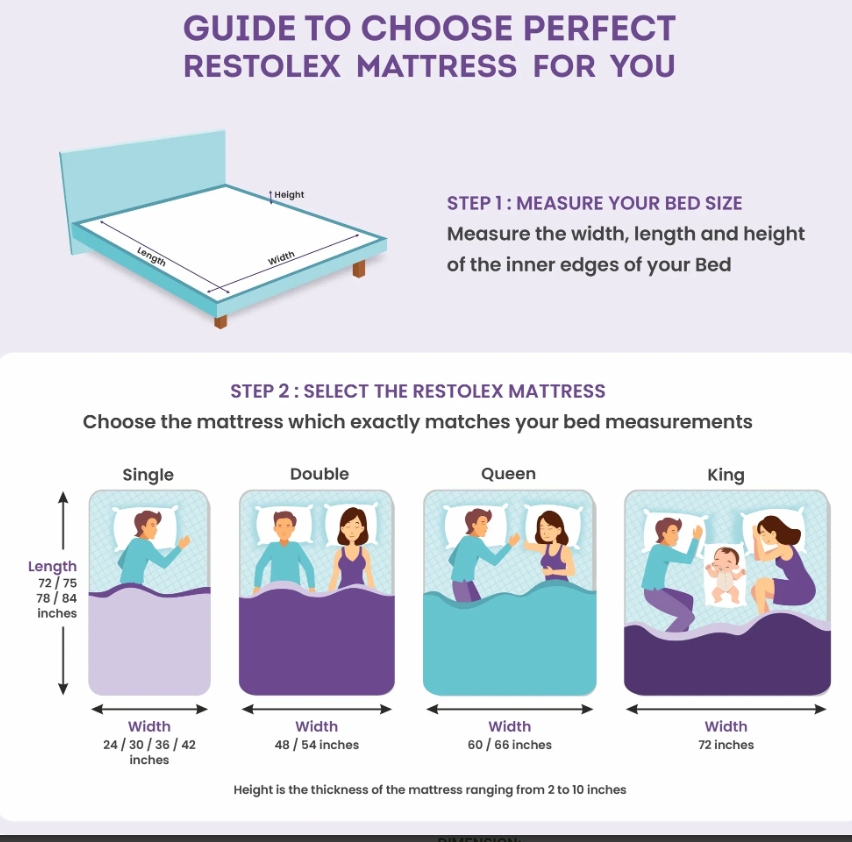 GUIDE TO CHOOSE PERFECT
RESTOLEX MATTRESS FOR YOU
Height
Length
Width
STEP 1 : MEASURE YOUR BED SIZE
Measure the width, length and height
of the inner edges of your Bed
STEP 2 : SELECT THE RESTOLEX MATTRESS
Choose the mattress which exactly matches your bed measurements
Single
Double
Queen
King
Length
72 / 75
78 / 84
inches
Width
24 / 30 / 36 / 42
inches
Width
48 / 54 inches
Width
60 / 66 inches
Width
72 inches
Height is the thickness of the mattress ranging from 2 to 10 inches